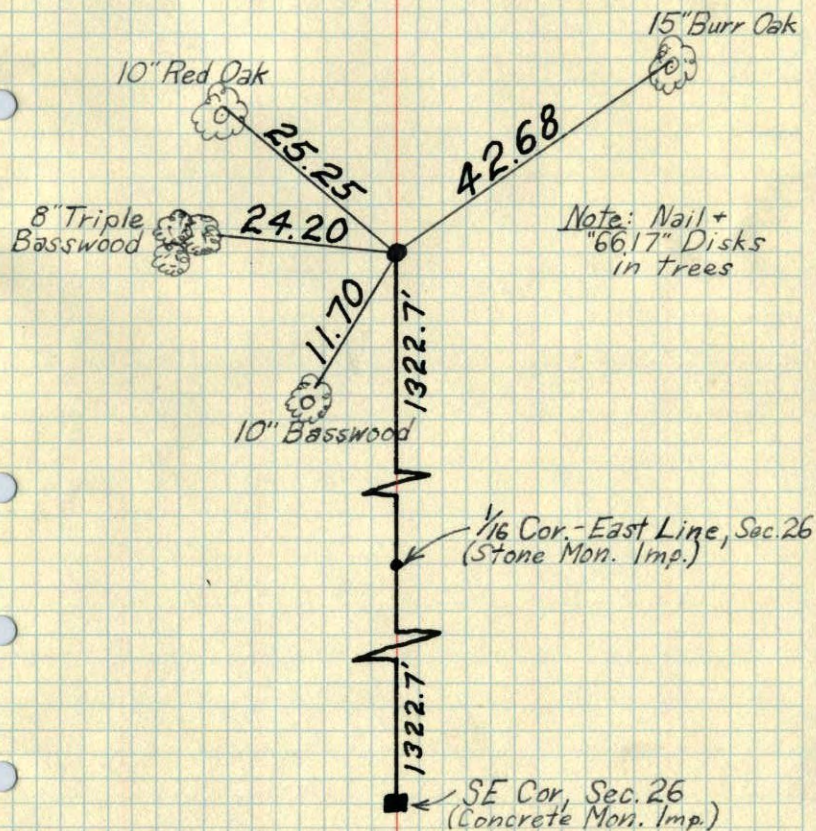 15" Burr Oak
10" Red Oak
25.25
42.68
8" Triple
Basswood
24.20
Note: Nail +
"6617" Disks
in trees
11.70
1322.7'
10" Basswood
1/16 Cor. - East Line, Sec. 26
(Stone Mon. Imp.)
1322.7'
SE Cor, Sec. 26
(Concrete Mon. Imp.)